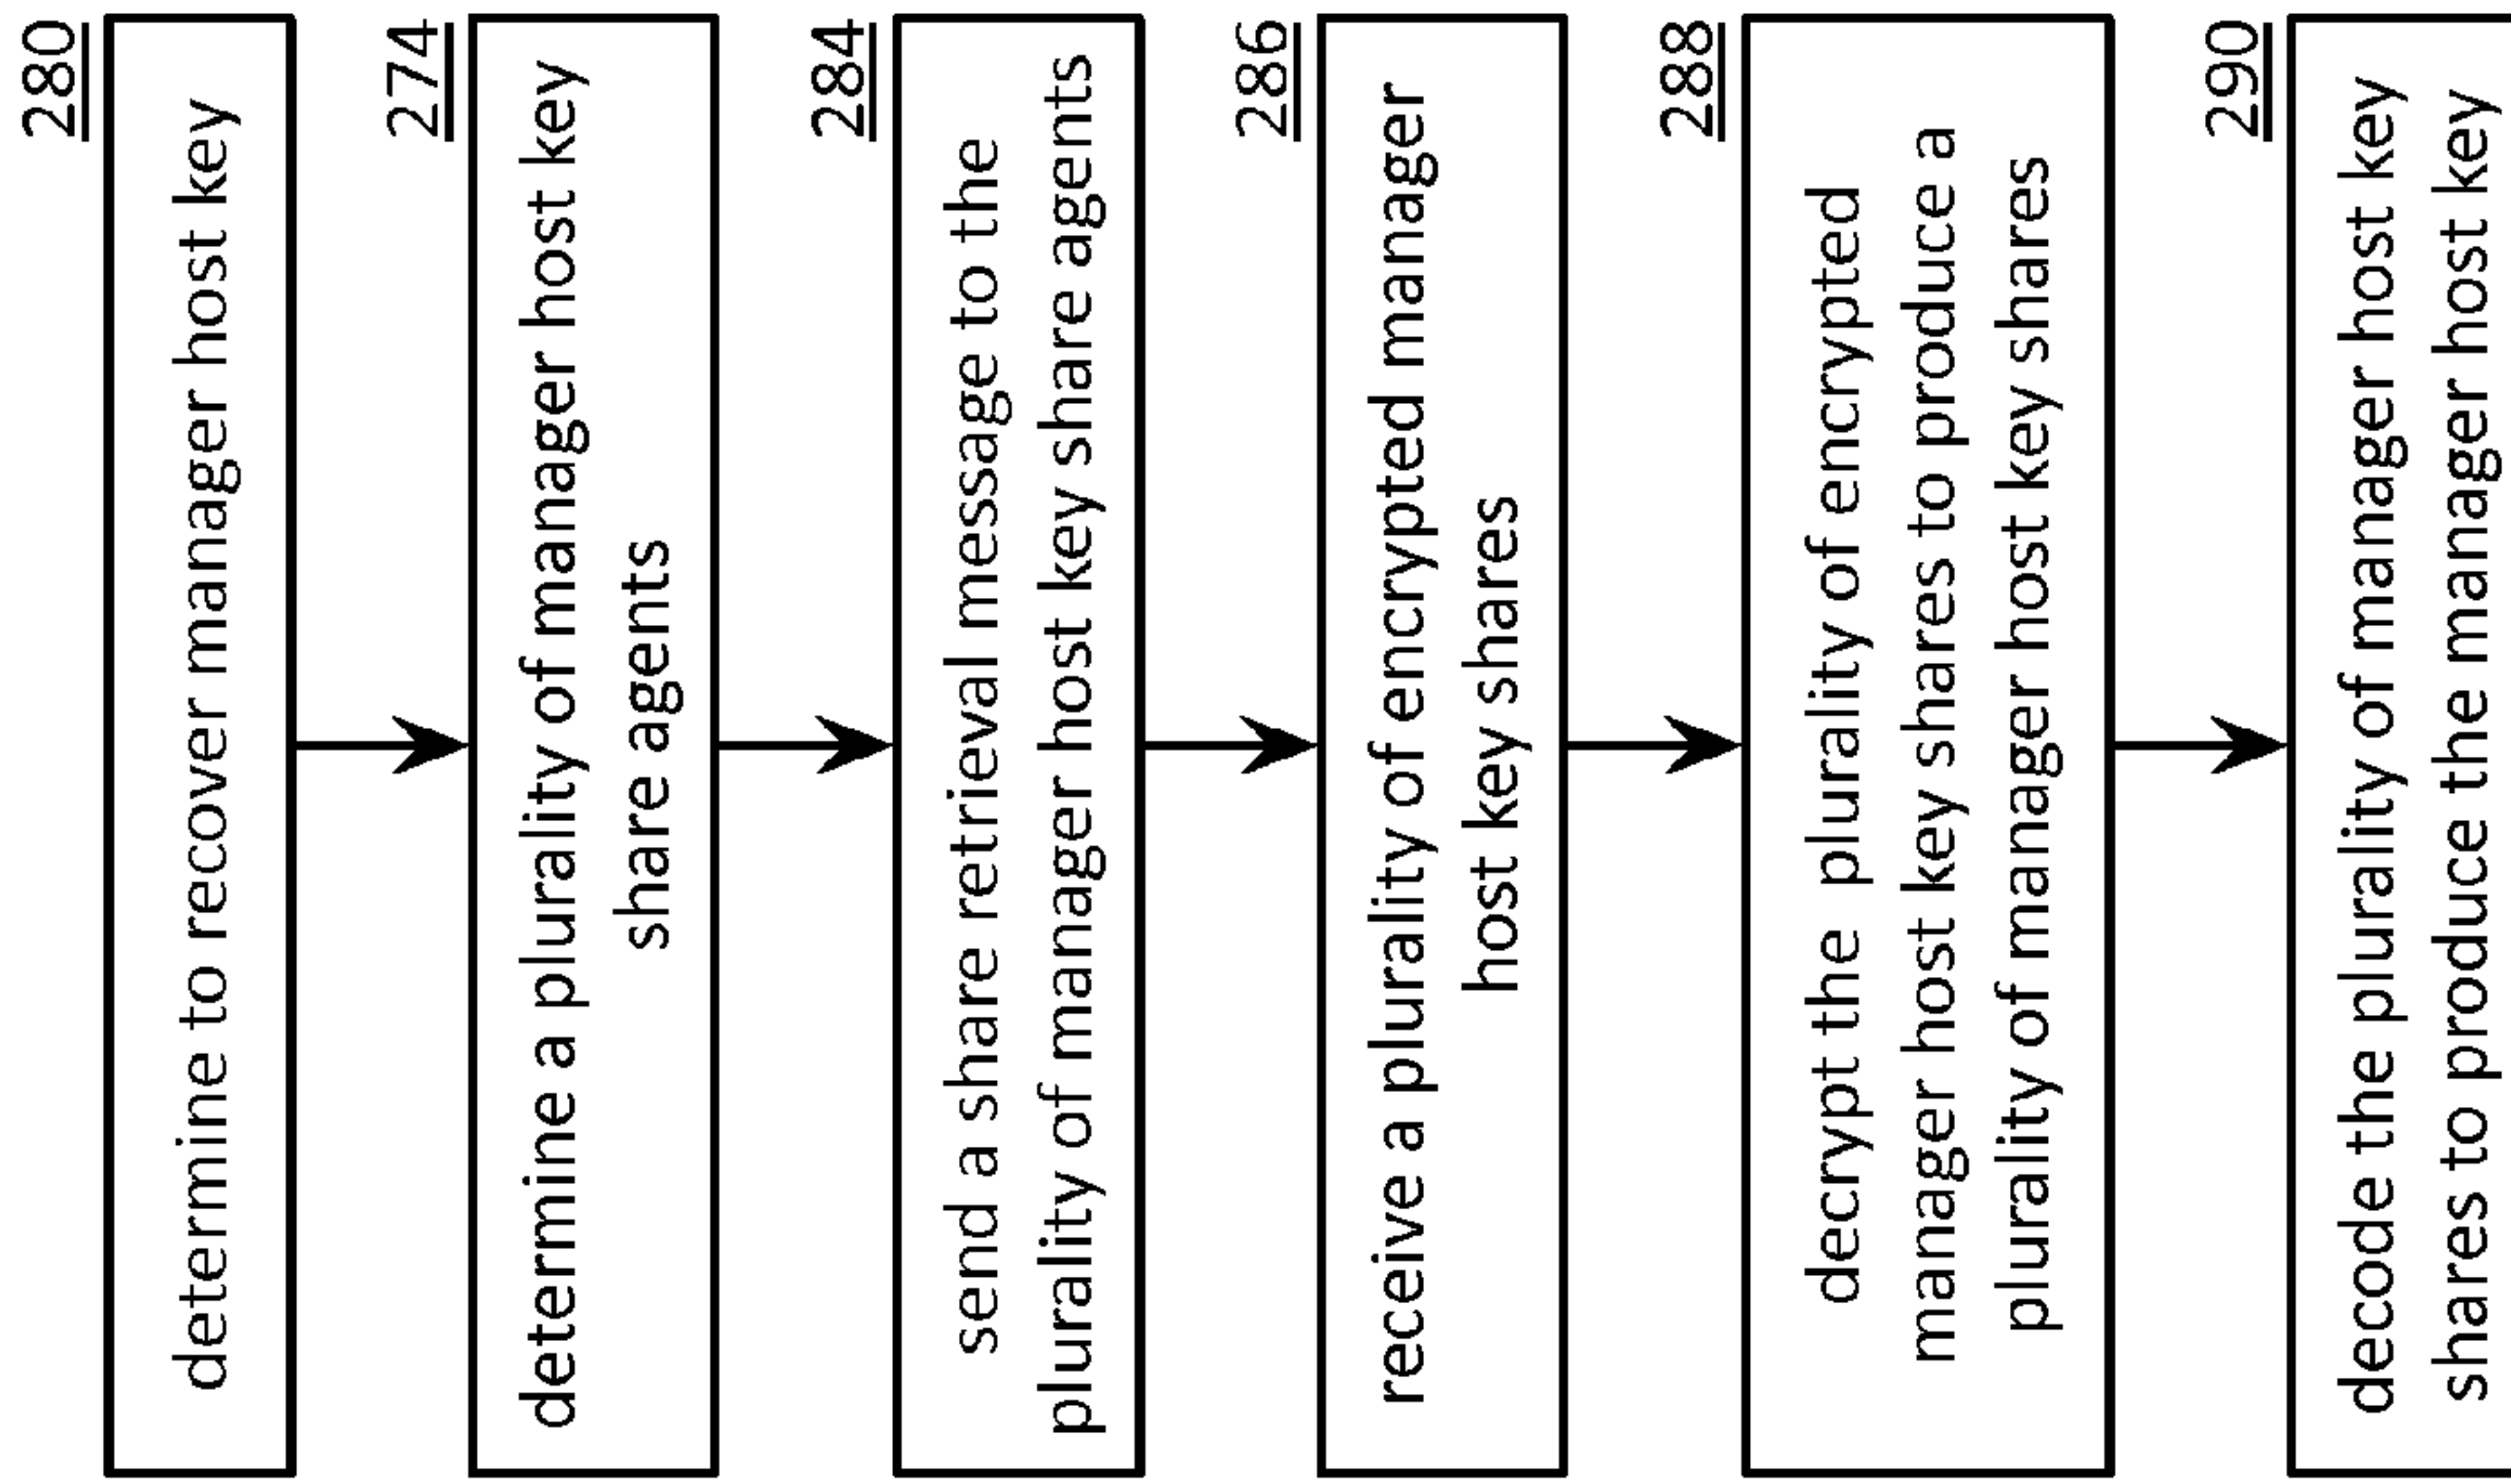 280
determine to recover manager host key
274
determine a plurality of manager host key
share agents
284
send a share retrieval message to the
plurality of manager host key share agents
286
receive a plurality of encrypted manager
host key shares
288
decrypt the plurality of encrypted
manager host key shares to produce a
plurality of manager host key shares
290
decode the plurality of manager host key
shares to produce the manager host key